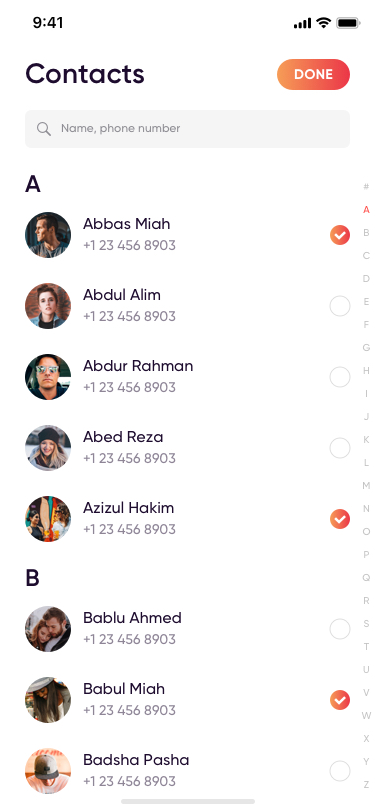 9:41
Contacts
DONE
Name, phone number
A
Abbas Miah
+1 23 456 8903
Abdul Alim
+1 23 456 8903
Abdur Rahman
+1 23 456 8903
Abed Reza
+1 23 456 8903
Azizul Hakim
+1 23 456 8903
B
Bablu Ahmed
+1 23 456 8903
Babul Miah
+1 23 456 8903
Badsha Pasha
+1 23 456 8903
#
A
B
C
D
E
F
G
H
I
J
K
L
M
N
O
P
Q
R
S
T
U
V
W
X
Y
Z